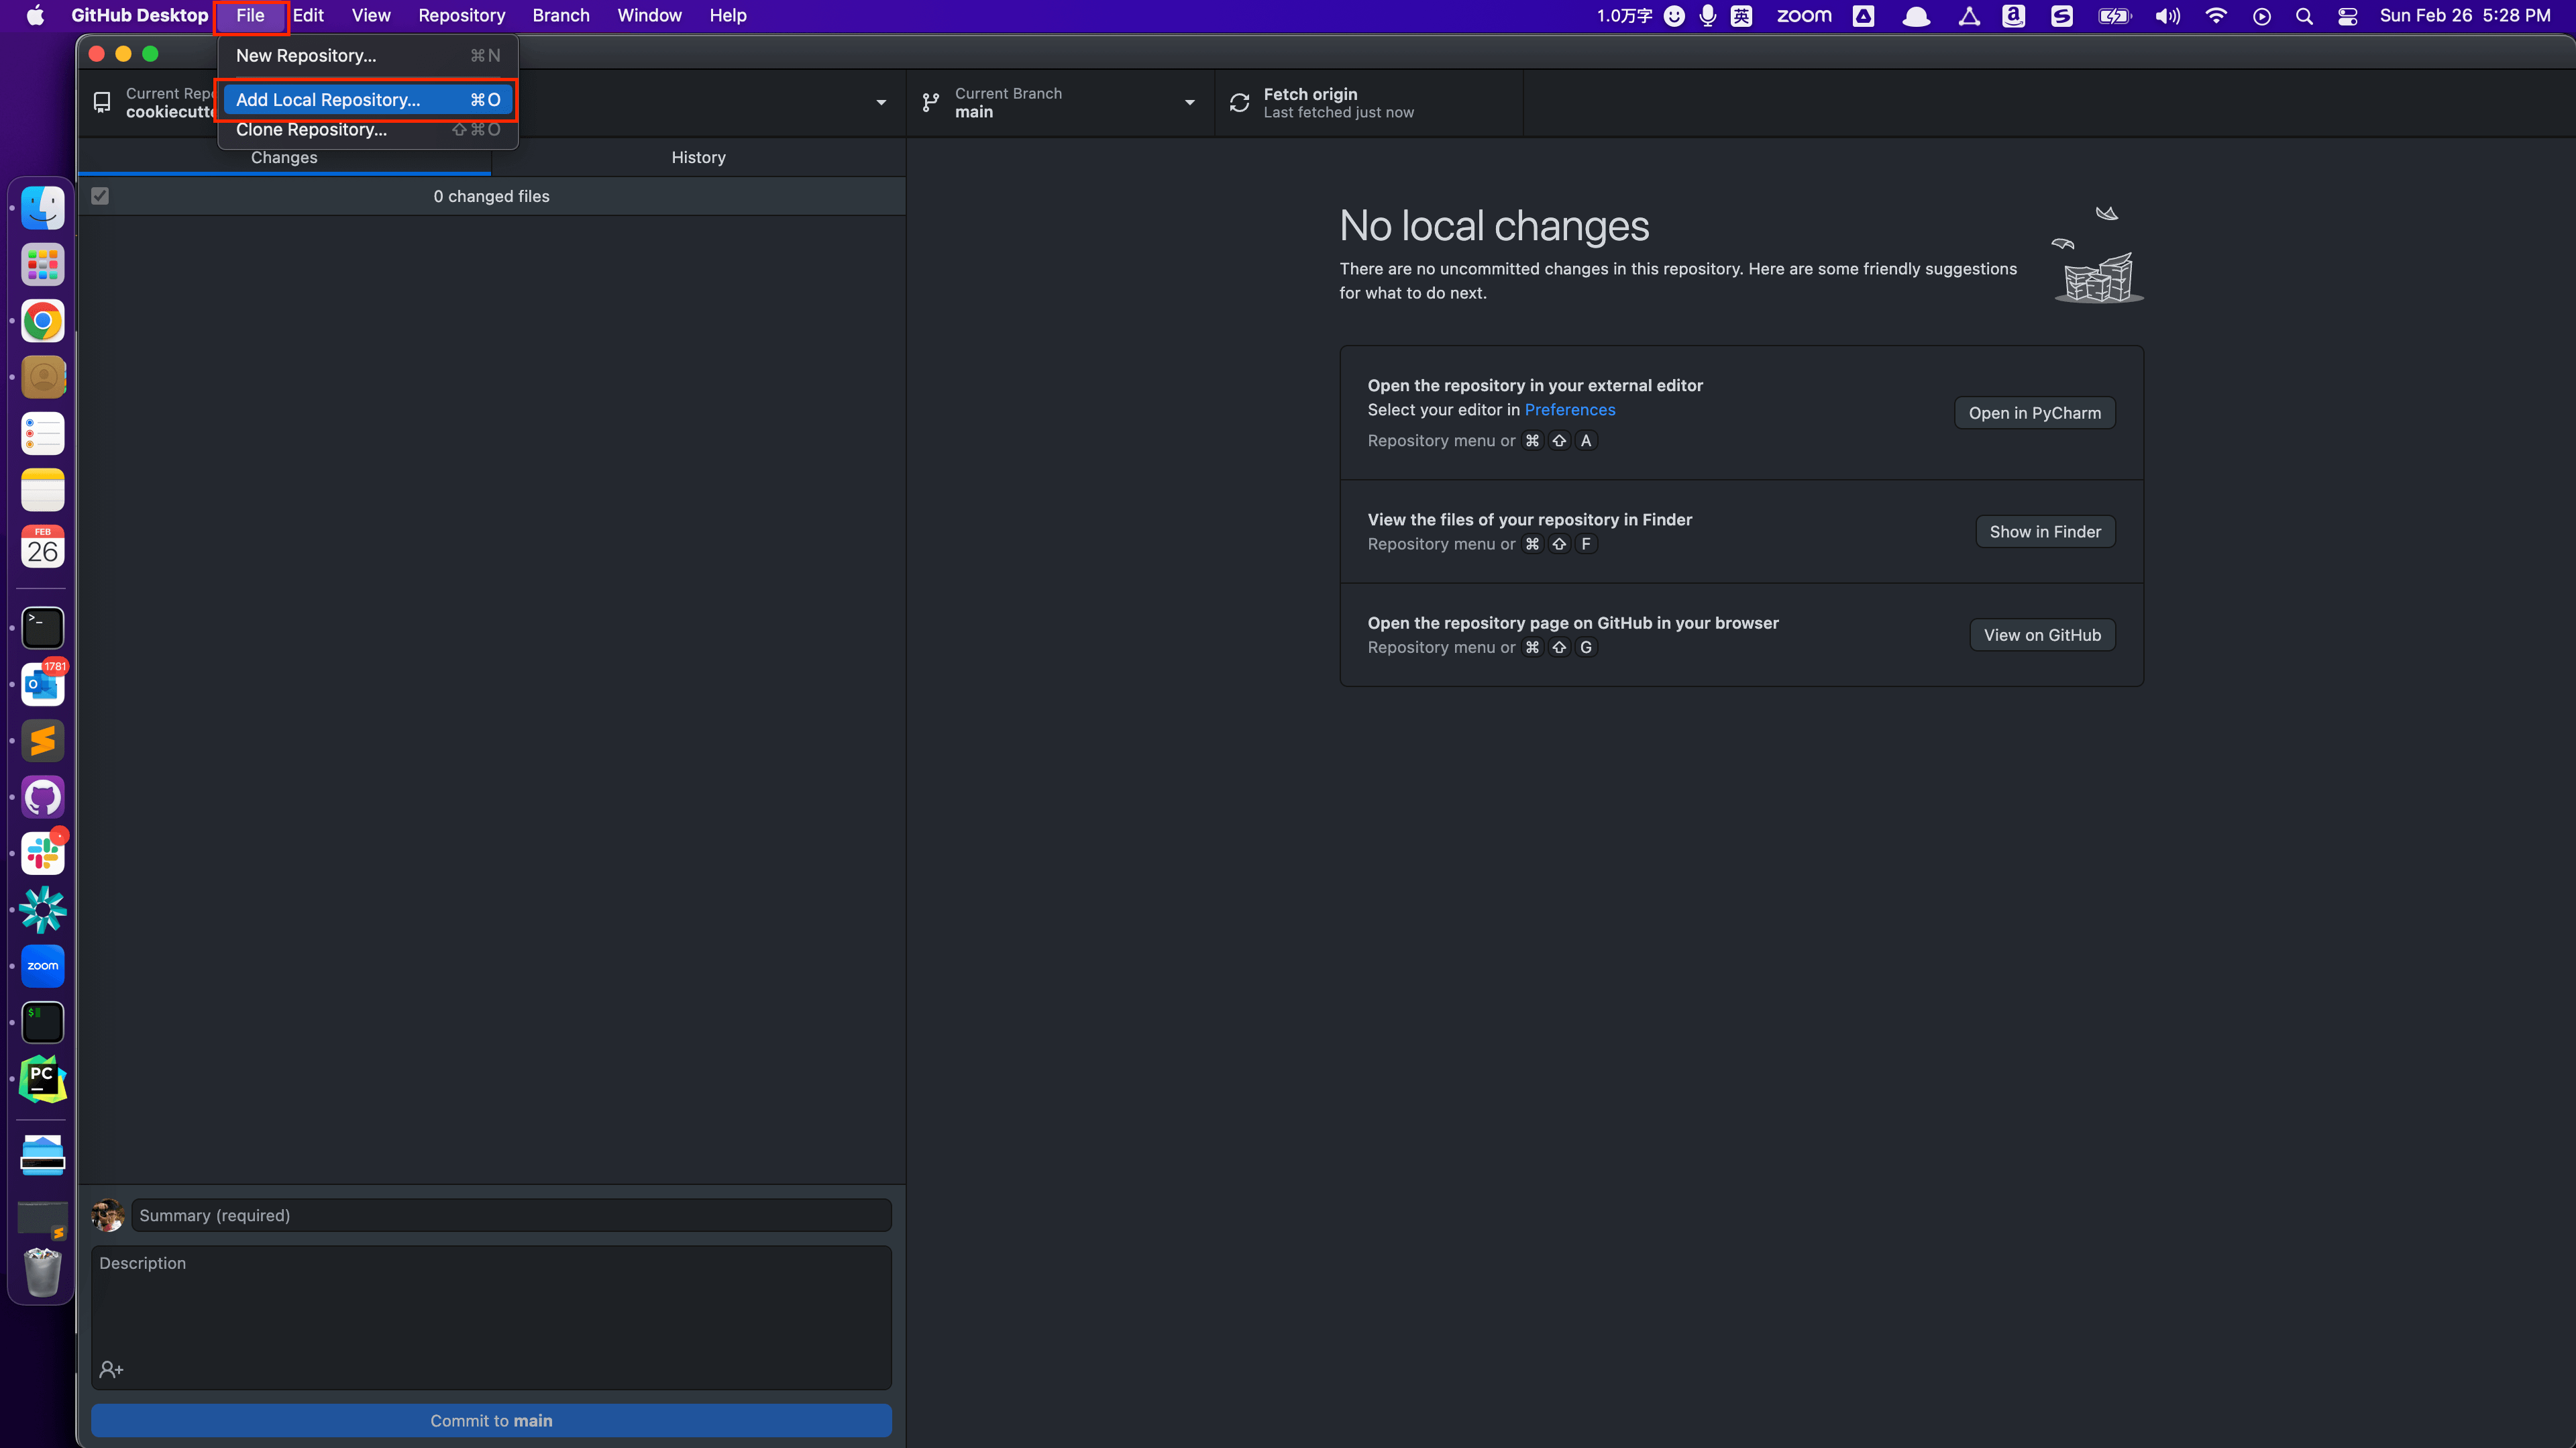 GitHub Desktop File Edit View Repository Branch Window Help 1.0万字 英 zoom a S Sun Feb 26 5:28 PM
New Repository... ⌘N
Add Local Repository... ⌘O
Clone Repository... ⇧⌘O
Current Repo
cookiecutte
Current Branch
main
Fetch origin
Last fetched just now
Changes
History
0 changed files
No local changes
There are no uncommitted changes in this repository. Here are some friendly suggestions
for what to do next.
Open the repository in your external editor
Select your editor in Preferences
Repository menu or ⌘ ⇧ A
Open in PyCharm
View the files of your repository in Finder
Repository menu or ⌘ ⇧ F
Show in Finder
Open the repository page on GitHub in your browser
Repository menu or ⌘ ⇧ G
View on GitHub
FEB
26
>_
1781
O
zoom
$
PC
Summary (required)
Description
Commit to main